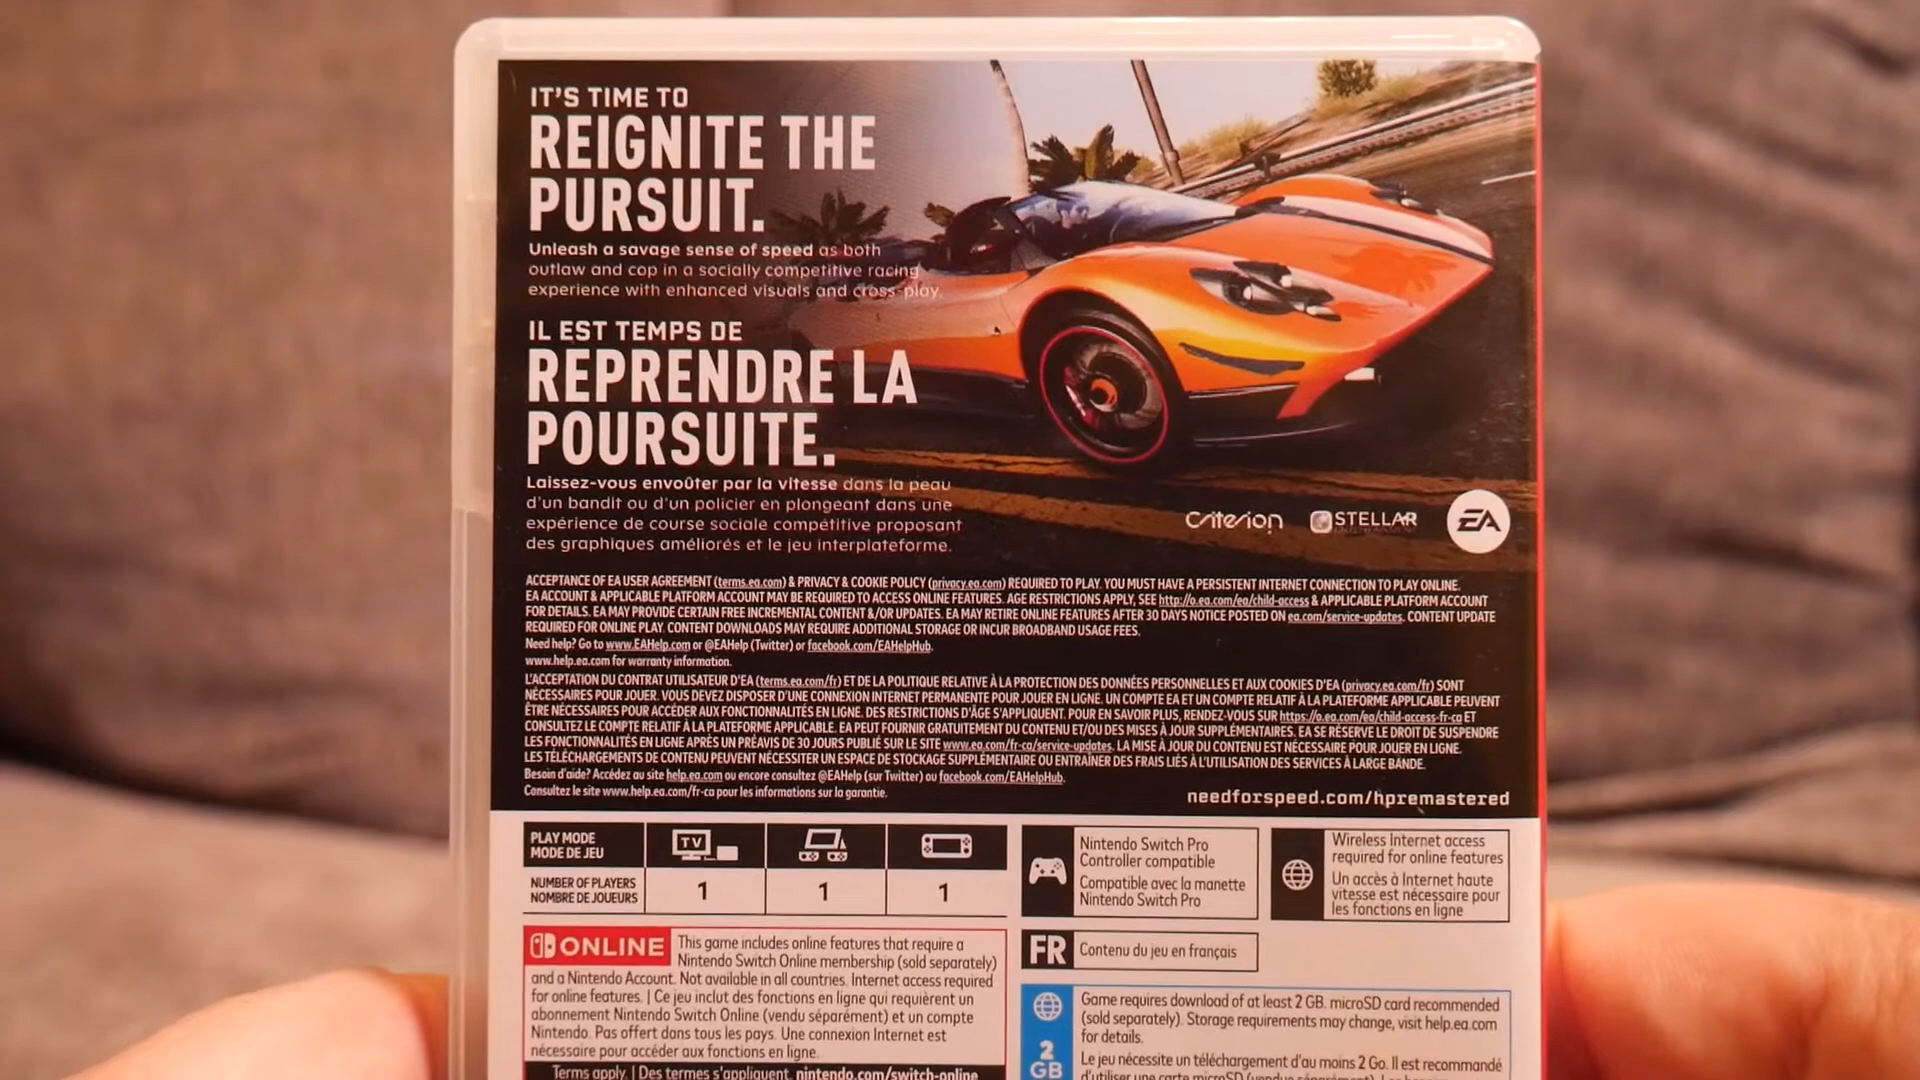 IT'S TIME TO
REIGNITE THE
PURSUIT.
Unleash a savage sense of speed as both
outlaw and cop in a socially competitive racing
experience with enhanced visuals and cross-play.
IL EST TEMPS DE
REPRENDRE LA
POURSUITE.
Laissez-vous envoûter par la vitesse dans la peau
d'un bandit ou d'un policier en plongeant dans une
expérience de course sociale compétitive proposant
des graphiques améliorés et le jeu interplateforme.
Criterion STELLAR EA
ACCEPTANCE OF EA USER AGREEMENT (terms.ea.com) & PRIVACY & COOKIE POLICY (privacy.ea.com) REQUIRED TO PLAY. YOU MUST HAVE A PERSISTENT INTERNET CONNECTION TO PLAY ONLINE.
EA ACCOUNT & APPLICABLE PLATFORM ACCOUNT MAY BE REQUIRED TO ACCESS ONLINE FEATURES. AGE RESTRICTIONS APPLY, SEE http://o.ea.com/ea/child-access & APPLICABLE PLATFORM ACCOUNT
FOR DETAILS. EA MAY PROVIDE CERTAIN FREE INCREMENTAL CONTENT &/OR UPDATES. EA MAY RETIRE ONLINE FEATURES AFTER 30 DAYS NOTICE POSTED ON ea.com/service-updates. CONTENT UPDATE
REQUIRED FOR ONLINE PLAY. CONTENT DOWNLOADS MAY REQUIRE ADDITIONAL STORAGE OR INCUR BROADBAND USAGE FEES.
Need help? Go to www.EAHelp.com or @EAHelp (Twitter) or facebook.com/EAHelpHub.
www.help.ea.com for warranty information.
L'ACCEPTATION DU CONTRAT UTILISATEUR D'EA (terms.ea.com/fr) ET DE LA POLITIQUE RELATIVE À LA PROTECTION DES DONNÉES PERSONNELLES ET AUX COOKIES D'EA (privacy.ea.com/fr) SONT
NÉCESSAIRES POUR JOUER. VOUS DEVEZ DISPOSER D'UNE CONNEXION INTERNET PERMANENTE POUR JOUER EN LIGNE. UN COMPTE EA ET UN COMPTE RELATIF À LA PLATEFORME APPLICABLE PEUVENT
ÊTRE NÉCESSAIRES POUR ACCÉDER AUX FONCTIONNALITÉS EN LIGNE. DES RESTRICTIONS D'ÂGE S'APPLIQUENT. POUR EN SAVOIR PLUS, RENDEZ-VOUS SUR https://o.ea.com/ea/child-access-fr-ca ET
CONSULTEZ LE COMPTE RELATIF À LA PLATEFORME APPLICABLE. EA PEUT FOURNIR GRATUITEMENT DU CONTENU ET/OU DES MISES À JOUR SUPPLÉMENTAIRES. EA SE RÉSERVE LE DROIT DE SUSPENDRE
LES FONCTIONNALITÉS EN LIGNE APRÈS UN PRÉAVIS DE 30 JOURS PUBLIÉ SUR LE SITE www.ea.com/fr-ca/service-updates. LA MISE À JOUR DU CONTENU EST NÉCESSAIRE POUR JOUER EN LIGNE.
LES TÉLÉCHARGEMENTS DE CONTENU PEUVENT NÉCESSITER UN ESPACE DE STOCKAGE SUPPLÉMENTAIRE OU ENTRAÎNER DES FRAIS LIÉS À L'UTILISATION DES SERVICES À LARGE BANDE.
Besoin d'aide? Accédez au site help.ea.com ou encore consultez @EAHelp (sur Twitter) ou facebook.com/EAHelpHub.
Consultez le site www.help.ea.com/fr-ca pour les informations sur la garantie.
needforspeed.com/hpremastered
PLAY MODE
MODE DE JEU
TV
NUMBER OF PLAYERS
NOMBRE DE JOUEURS
1 1 1
Nintendo Switch Pro
Controller compatible
Compatible avec la manette
Nintendo Switch Pro
Wireless Internet access
required for online features
Un accès à Internet haute
vitesse est nécessaire pour
les fonctions en ligne
ONLINE This game includes online features that require a
Nintendo Switch Online membership (sold separately)
and a Nintendo Account. Not available in all countries. Internet access required
for online features. | Ce jeu inclut des fonctions en ligne qui requièrent un
abonnement Nintendo Switch Online (vendu séparément) et un compte
Nintendo. Pas offert dans tous les pays. Une connexion Internet est
nécessaire pour accéder aux fonctions en ligne.
Terms apply. | Des termes s'appliquent. nintendo.com/switch-online
FR Contenu du jeu en français
2 GB
Game requires download of at least 2 GB. microSD card recommended
(sold separately). Storage requirements may change, visit help.ea.com
for details.
Le jeu nécessite un téléchargement d'au moins 2 Go. Il est recommandé
d'utiliser une carte microSD (vendue séparément).